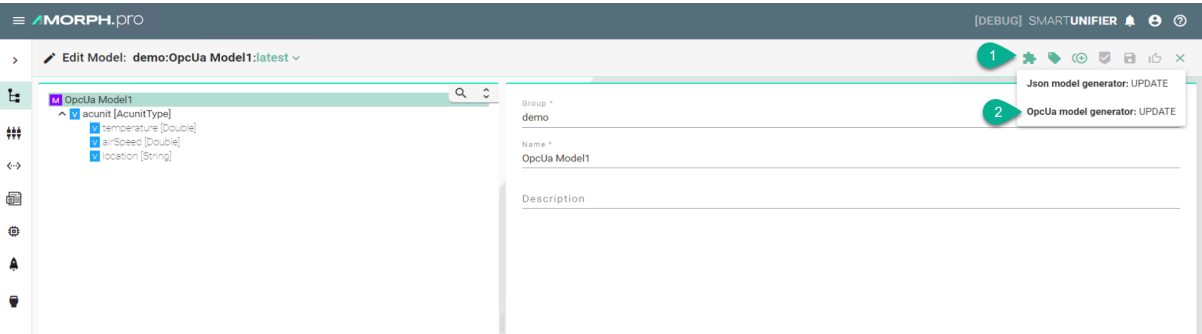 AMORPH.pro
[DEBUG] SMARTUNIFIER
Edit Model: demo:OpcUa Model1:latest
1
Json model generator: UPDATE
2
OpcUa model generator: UPDATE
M OpcUa Model1
V acunit [AcunitType]
V temperature [Double]
V airSpeed [Double]
V location [String]
Group *
demo
Name *
OpcUa Model1
Description